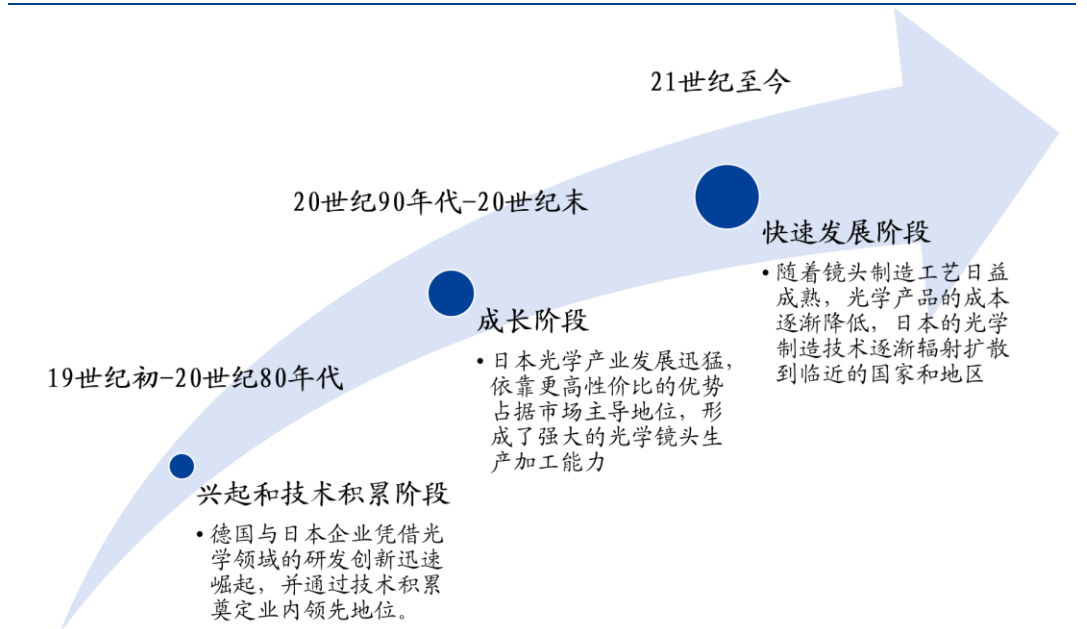 21世纪至今
20世纪90年代-20世纪末
快速发展阶段
•随着镜头制造工艺日益
成熟，光学产品的成本
逐渐降低，日本的光学
制造技术逐渐辐射扩散
到临近的国家和地区
成长阶段
•日本光学产业发展迅猛，
依靠更高性价比的优势
占据市场主导地位，形
成了强大的光学镜头生
产加工能力
19世纪初-20世纪80年代
兴起和技术积累阶段
•德国与日本企业凭借光
学领域的研发创新迅速
崛起，并通过技术积累
奠定业内领先地位。